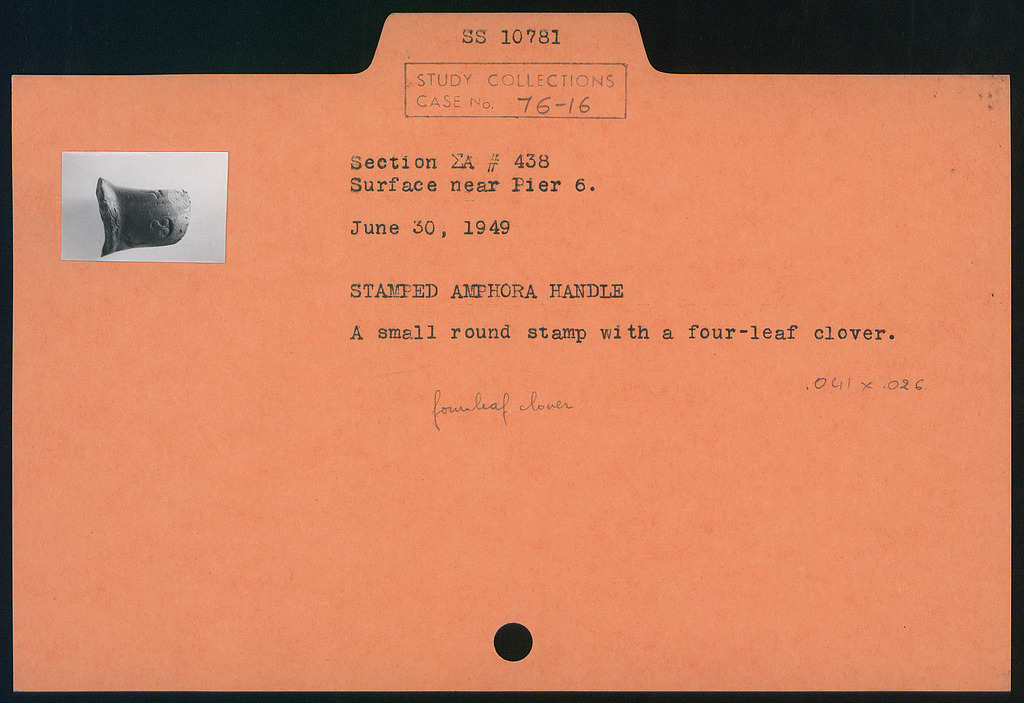 SS 10781
STUDY COLLECTIONS
CASE No. 76-16
Section ΣΑ # 438
Surface near Pier 6.
June 30, 1949
STAMPED AMPHORA HANDLE
A small round stamp with a four-leaf clover.
.041 x .026
four leaf clover